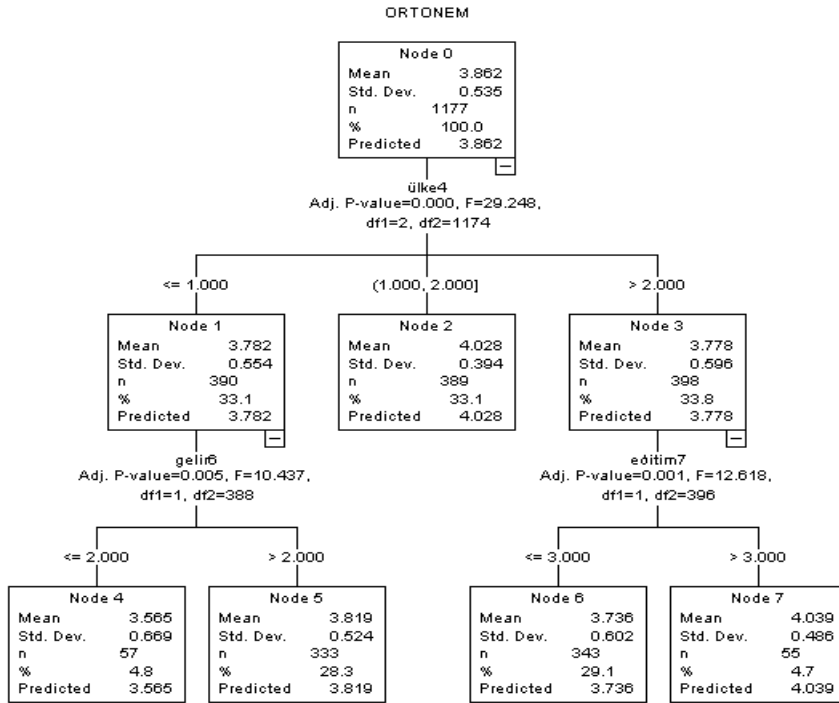 ORTONEM
Node 0
Mean 3.862
Std. Dev. 0.535
n 1177
% 100.0
Predicted 3.862
ülke4
Adj. P-value=0.000, F=29.248,
df1=2, df2=1174
<= 1.000
(1.000, 2.000]
> 2.000
Node 1
Mean 3.782
Std. Dev. 0.554
n 390
% 33.1
Predicted 3.782
Node 2
Mean 4.028
Std. Dev. 0.394
n 389
% 33.1
Predicted 4.028
Node 3
Mean 3.778
Std. Dev. 0.596
n 398
% 33.8
Predicted 3.778
gelir6
Adj. P-value=0.005, F=10.437,
df1=1, df2=388
eðitim7
Adj. P-value=0.001, F=12.618,
df1=1, df2=396
<= 2.000
> 2.000
<= 3.000
> 3.000
Node 4
Mean 3.565
Std. Dev. 0.669
n 57
% 4.8
Predicted 3.565
Node 5
Mean 3.819
Std. Dev. 0.524
n 333
% 28.3
Predicted 3.819
Node 6
Mean 3.736
Std. Dev. 0.602
n 343
% 29.1
Predicted 3.736
Node 7
Mean 4.039
Std. Dev. 0.486
n 55
% 4.7
Predicted 4.039